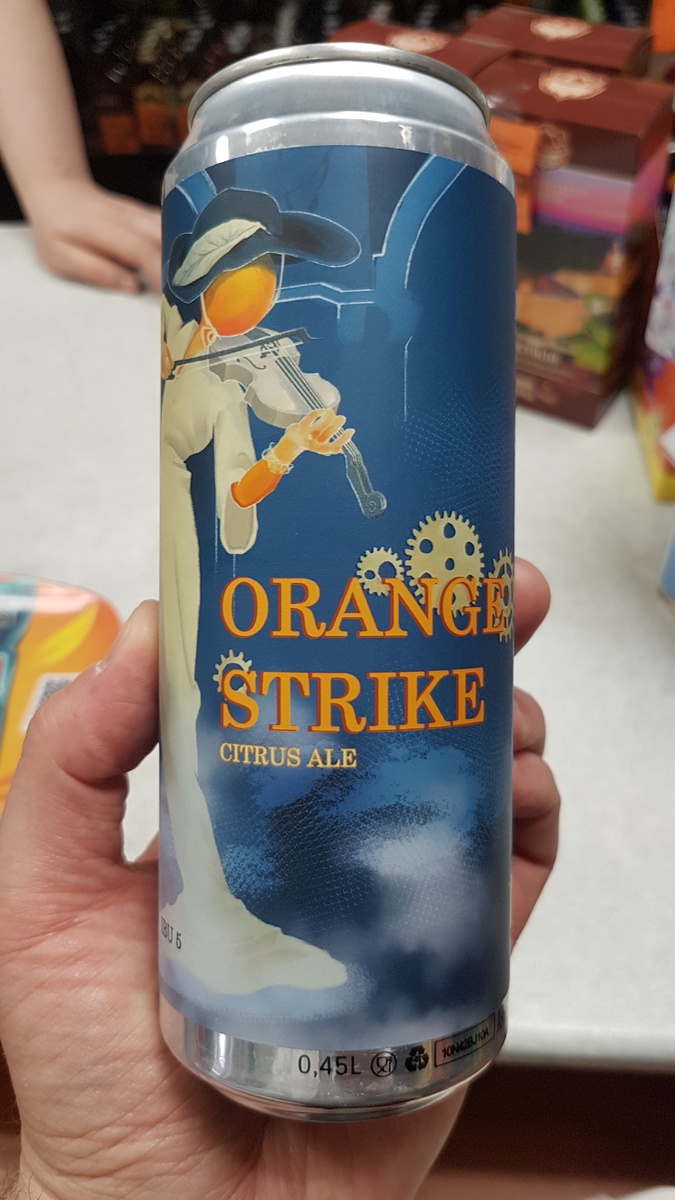 ORANGE
STRIKE
CITRUS ALE
IBU 5
0,45L